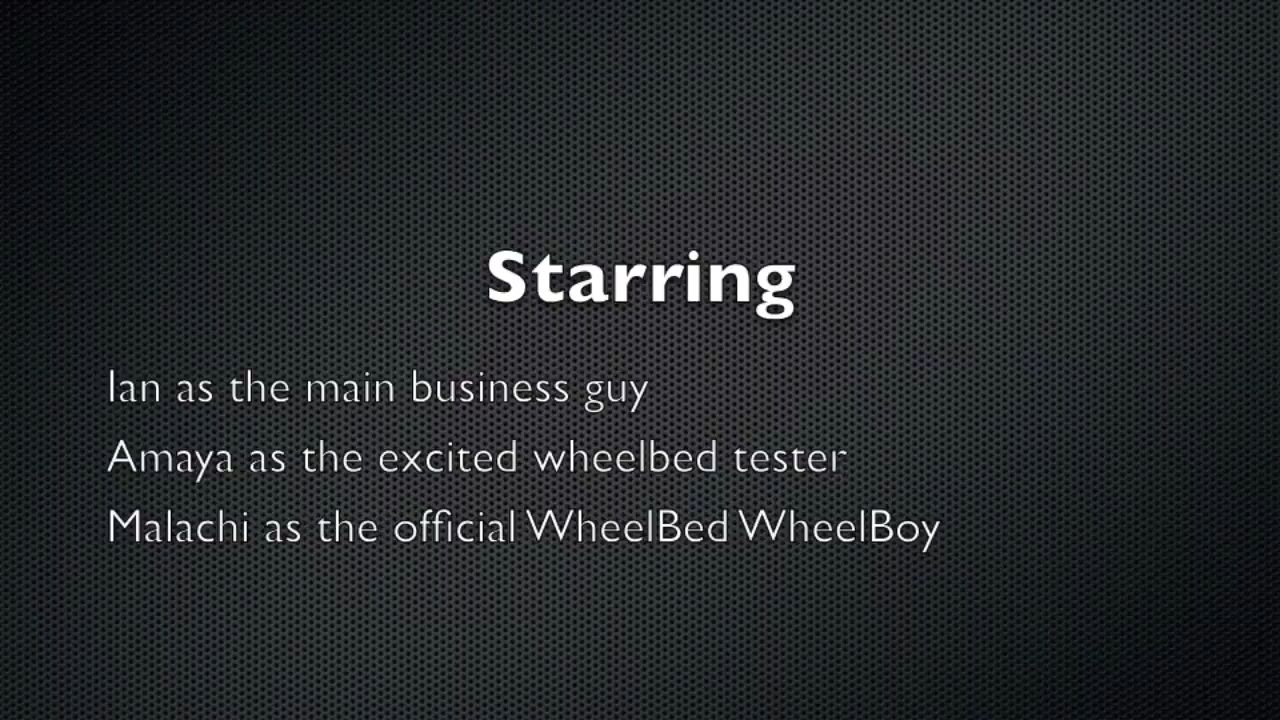 Starring
Ian as the main business guy
Amaya as the excited wheelbed tester
Malachi as the official WheelBed WheelBoy